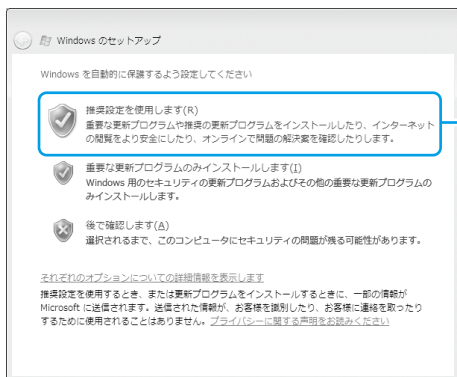 Windows のセットアップ
Windows を自動的に保護するよう設定してください
推奨設定を使用します(R)
重要な更新プログラムや推奨の更新プログラムをインストールしたり、インターネット
の閲覧をより安全にしたり、オンラインで問題の解決案を確認したりします。
重要な更新プログラムのみインストールします(I)
Windows 用のセキュリティの更新プログラムおよびその他の重要な更新プログラムの
みインストールします。
後で確認します(A)
選択されるまで、このコンピュータにセキュリティの問題が残る可能性があります。
それぞれのオプションについての詳細情報を表示します
推奨設定を使用するとき、または更新プログラムをインストールするときに、一部の情報が
Microsoft に送信されます。送信された情報が、お客様を識別したり、お客様に連絡を取ったり
するために使用されることはありません。プライバシーに関する声明をお読みください